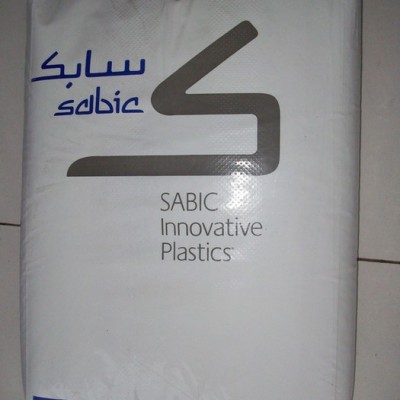 سابك
sabic
SABIC
Innovative
Plastics